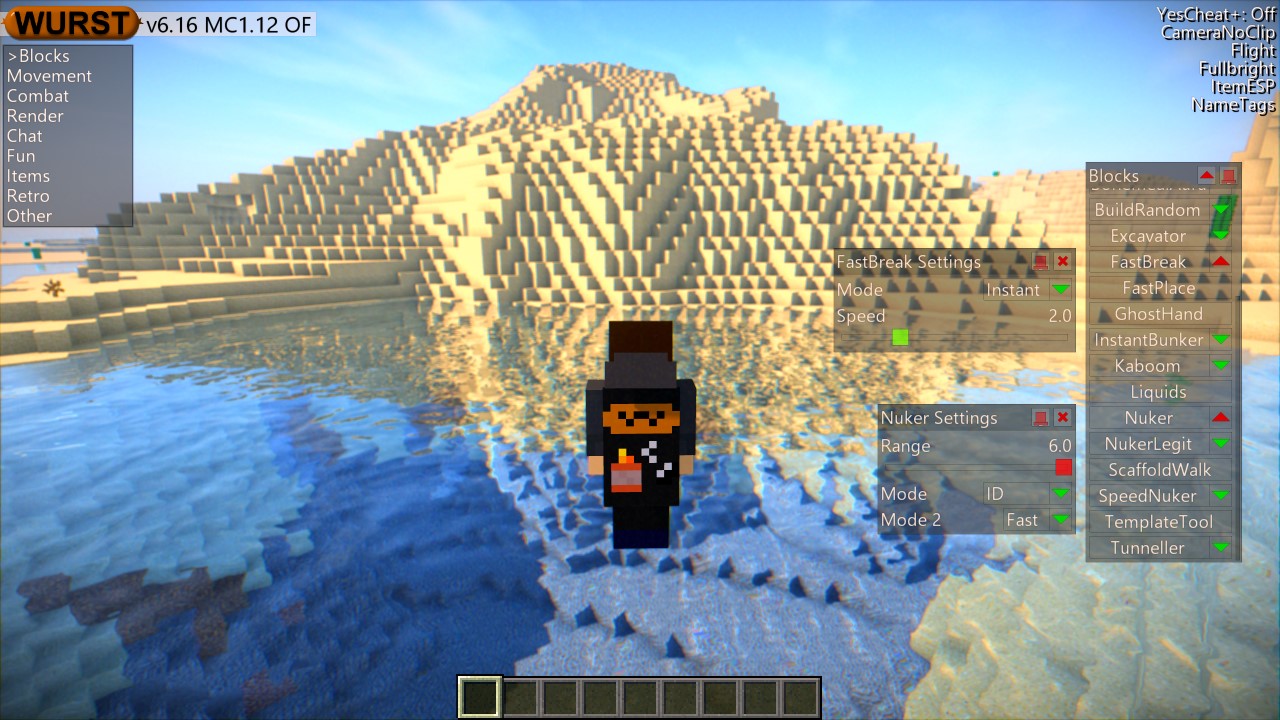 WURST v6.16 MC1.12 OF
>Blocks
Movement
Combat
Render
Chat
Fun
Items
Retro
Other
YesCheat+: Off
CameraNoClip
Flight
Fullbright
ItemESP
NameTags
FastBreak Settings
Mode Instant
Speed 2.0
Nuker Settings
Range 6.0
Mode ID
Mode 2 Fast
Blocks
BuildRandom
Excavator
FastBreak
FastPlace
GhostHand
InstantBunker
Kaboom
Liquids
Nuker
NukerLegit
ScaffoldWalk
SpeedNuker
TemplateTool
Tunneller